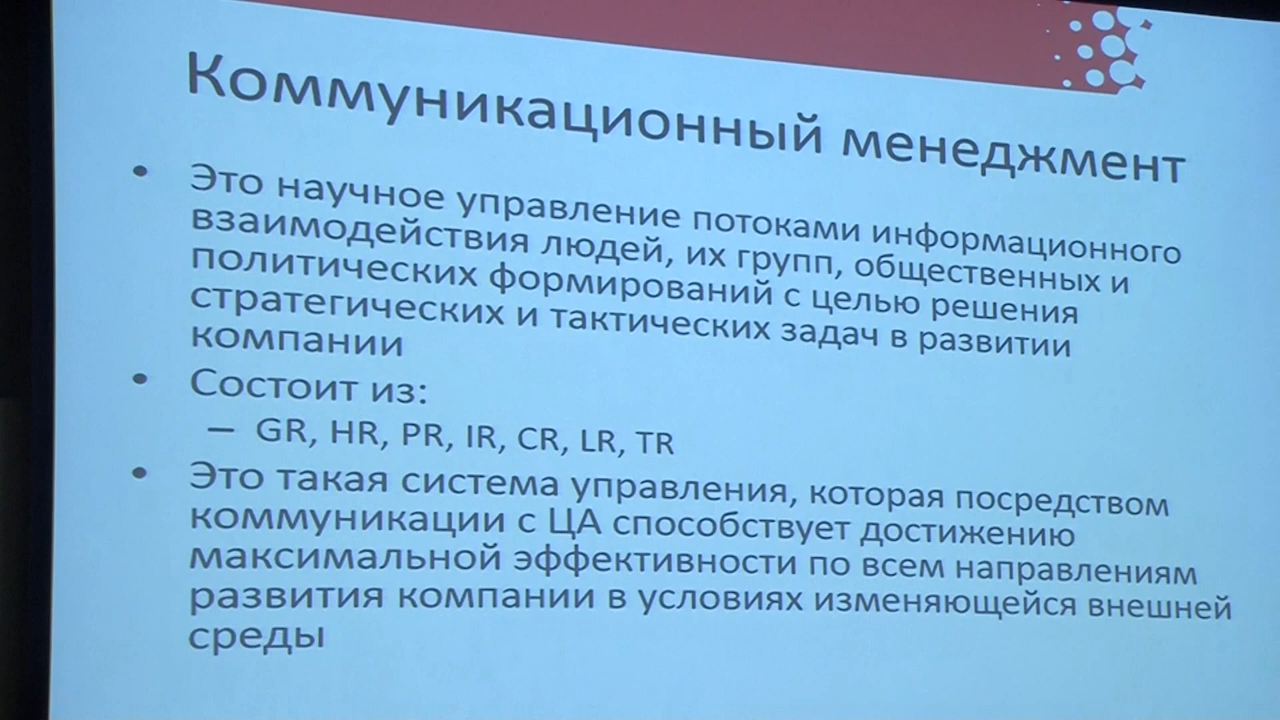 Коммуникационный менеджмент
• Это научное управление потоками информационного
взаимодействия людей, их групп, общественных и
политических формирований с целью решения
стратегических и тактических задач в развитии
компании
• Состоит из:
– GR, HR, PR, IR, CR, LR, TR
• Это такая система управления, которая посредством
коммуникации с ЦА способствует достижению
максимальной эффективности по всем направлениям
развития компании в условиях изменяющейся внешней
среды